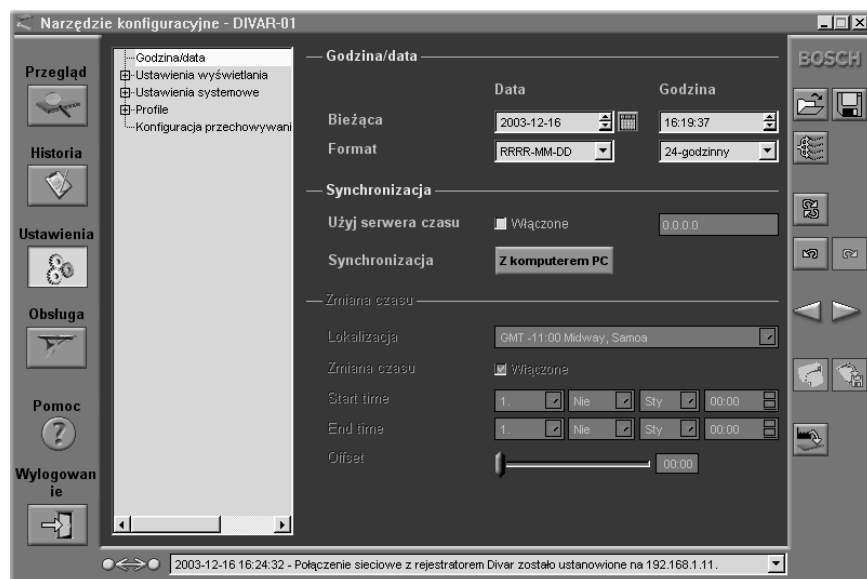 Narzędzie konfiguracyjne - DIVAR-01
BOSCH
Przegląd
Historia
Ustawienia
Obsługa
Pomoc
Wylogowan
ie
Godzina/data
Ustawienia wyświetlania
Ustawienia systemowe
Profile
Konfiguracja przechowywani
Godzina/data
Data Godzina
Bieżąca 2003-12-16 16:19:37
Format RRRR-MM-DD 24-godzinny
Synchronizacja
Użyj serwera czasu Włączone 0.0.0.0
Synchronizacja Z komputerem PC
Zmiana czasu
Lokalizacja GMT -11:00 Midway, Samoa
Zmiana czasu Włączone
Start time 1. Nie Sty 00:00
End time 1. Nie Sty 00:00
Offset 00:00
2003-12-16 16:24:32 - Połączenie sieciowe z rejestratorem Divar zostało ustanowione na 192.168.1.11.